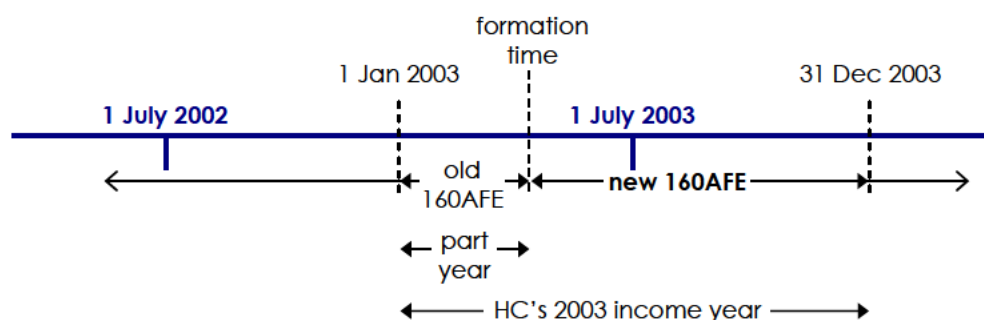 formation
time
1 Jan 2003
31 Dec 2003
1 July 2002
1 July 2003
old
160AFE
new 160AFE
part
year
HC's 2003 income year